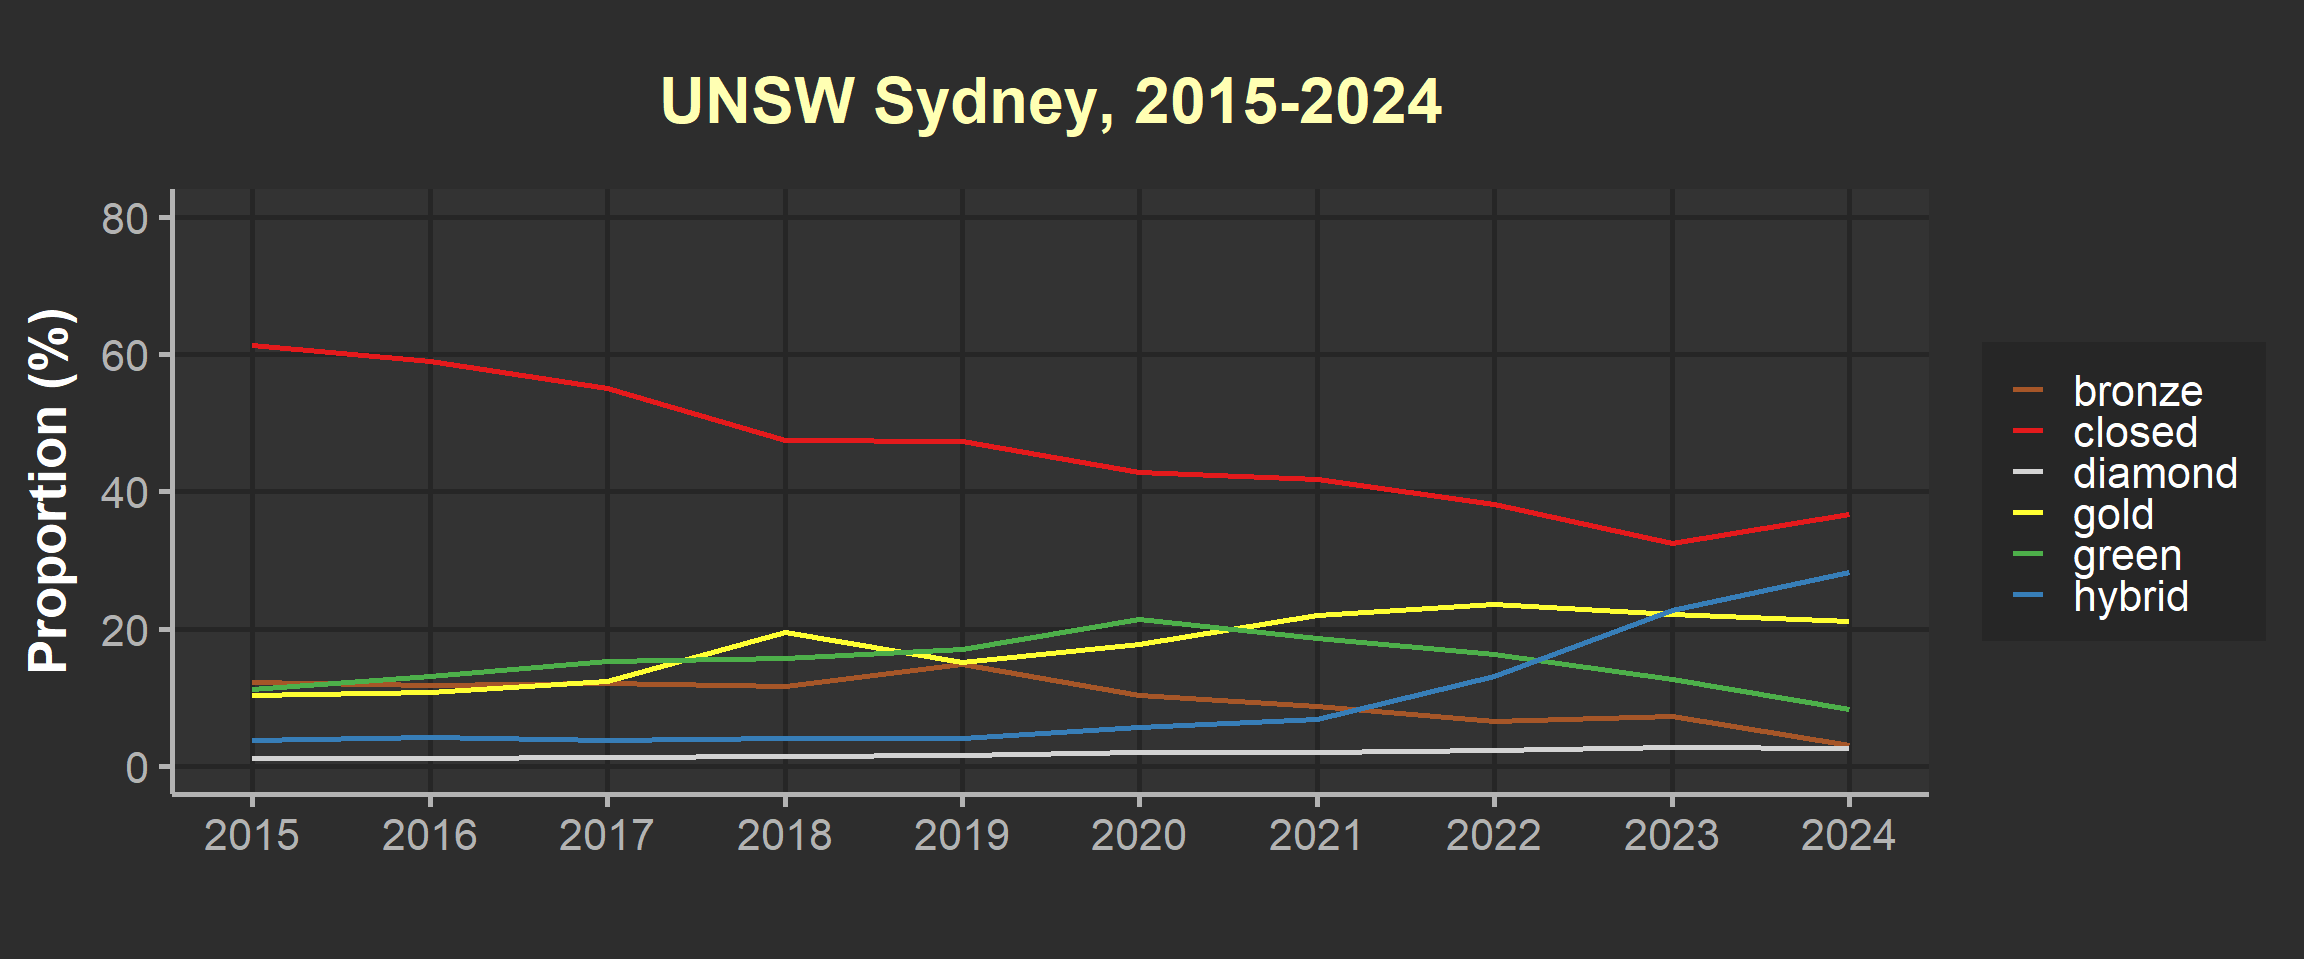 UNSW Sydney, 2015-2024
Proportion (%)
80
60
40
20
0
2015 2016 2017 2018 2019 2020 2021 2022 2023 2024
bronze
closed
diamond
gold
green
hybrid